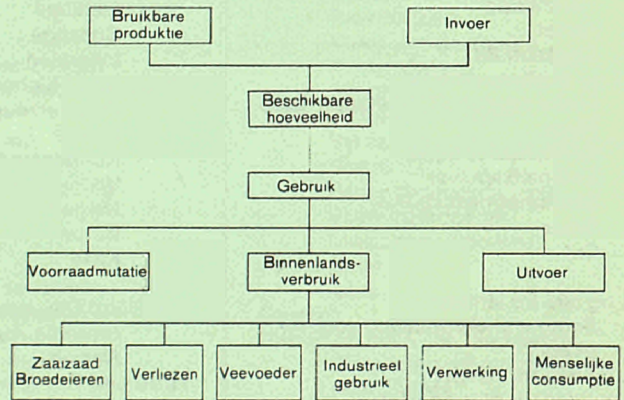 Bruikbare
produktie
Invoer
Beschikbare
hoeveelheid
Gebruik
Voorraadmutatie
Binnenlands-
verbruik
Uitvoer
Zaaizaad
Broedeieren
Verliezen
Veevoeder
Industrieel
gebruik
Verwerking
Menselijke
consumptie